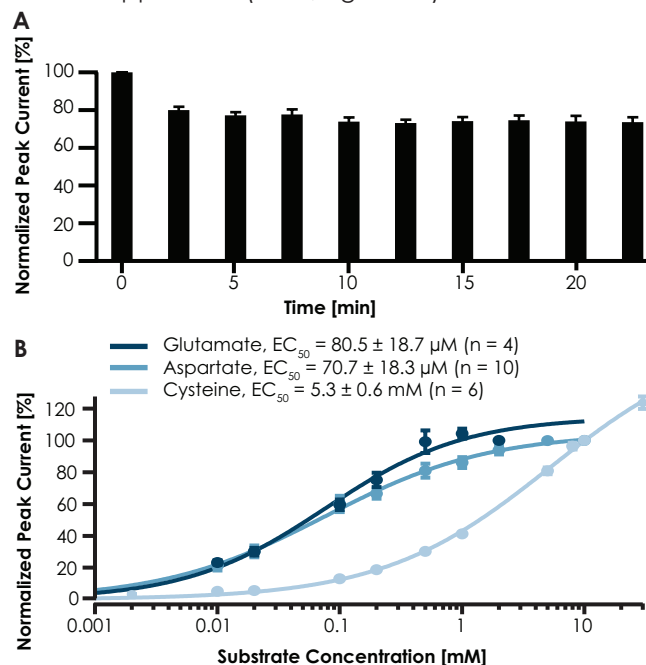 A
Normalized Peak Current [%]
100
80
60
40
20
0
0 5 10 15 20
Time [min]
B
Glutamate, EC50 = 80.5 ± 18.7 µM (n = 4)
Aspartate, EC50 = 70.7 ± 18.3 µM (n = 10)
Cysteine, EC50 = 5.3 ± 0.6 mM (n = 6)
Normalized Peak Current [%]
120
100
80
60
40
20
0
0.001 0.01 0.1 1 10
Substrate Concentration [mM]